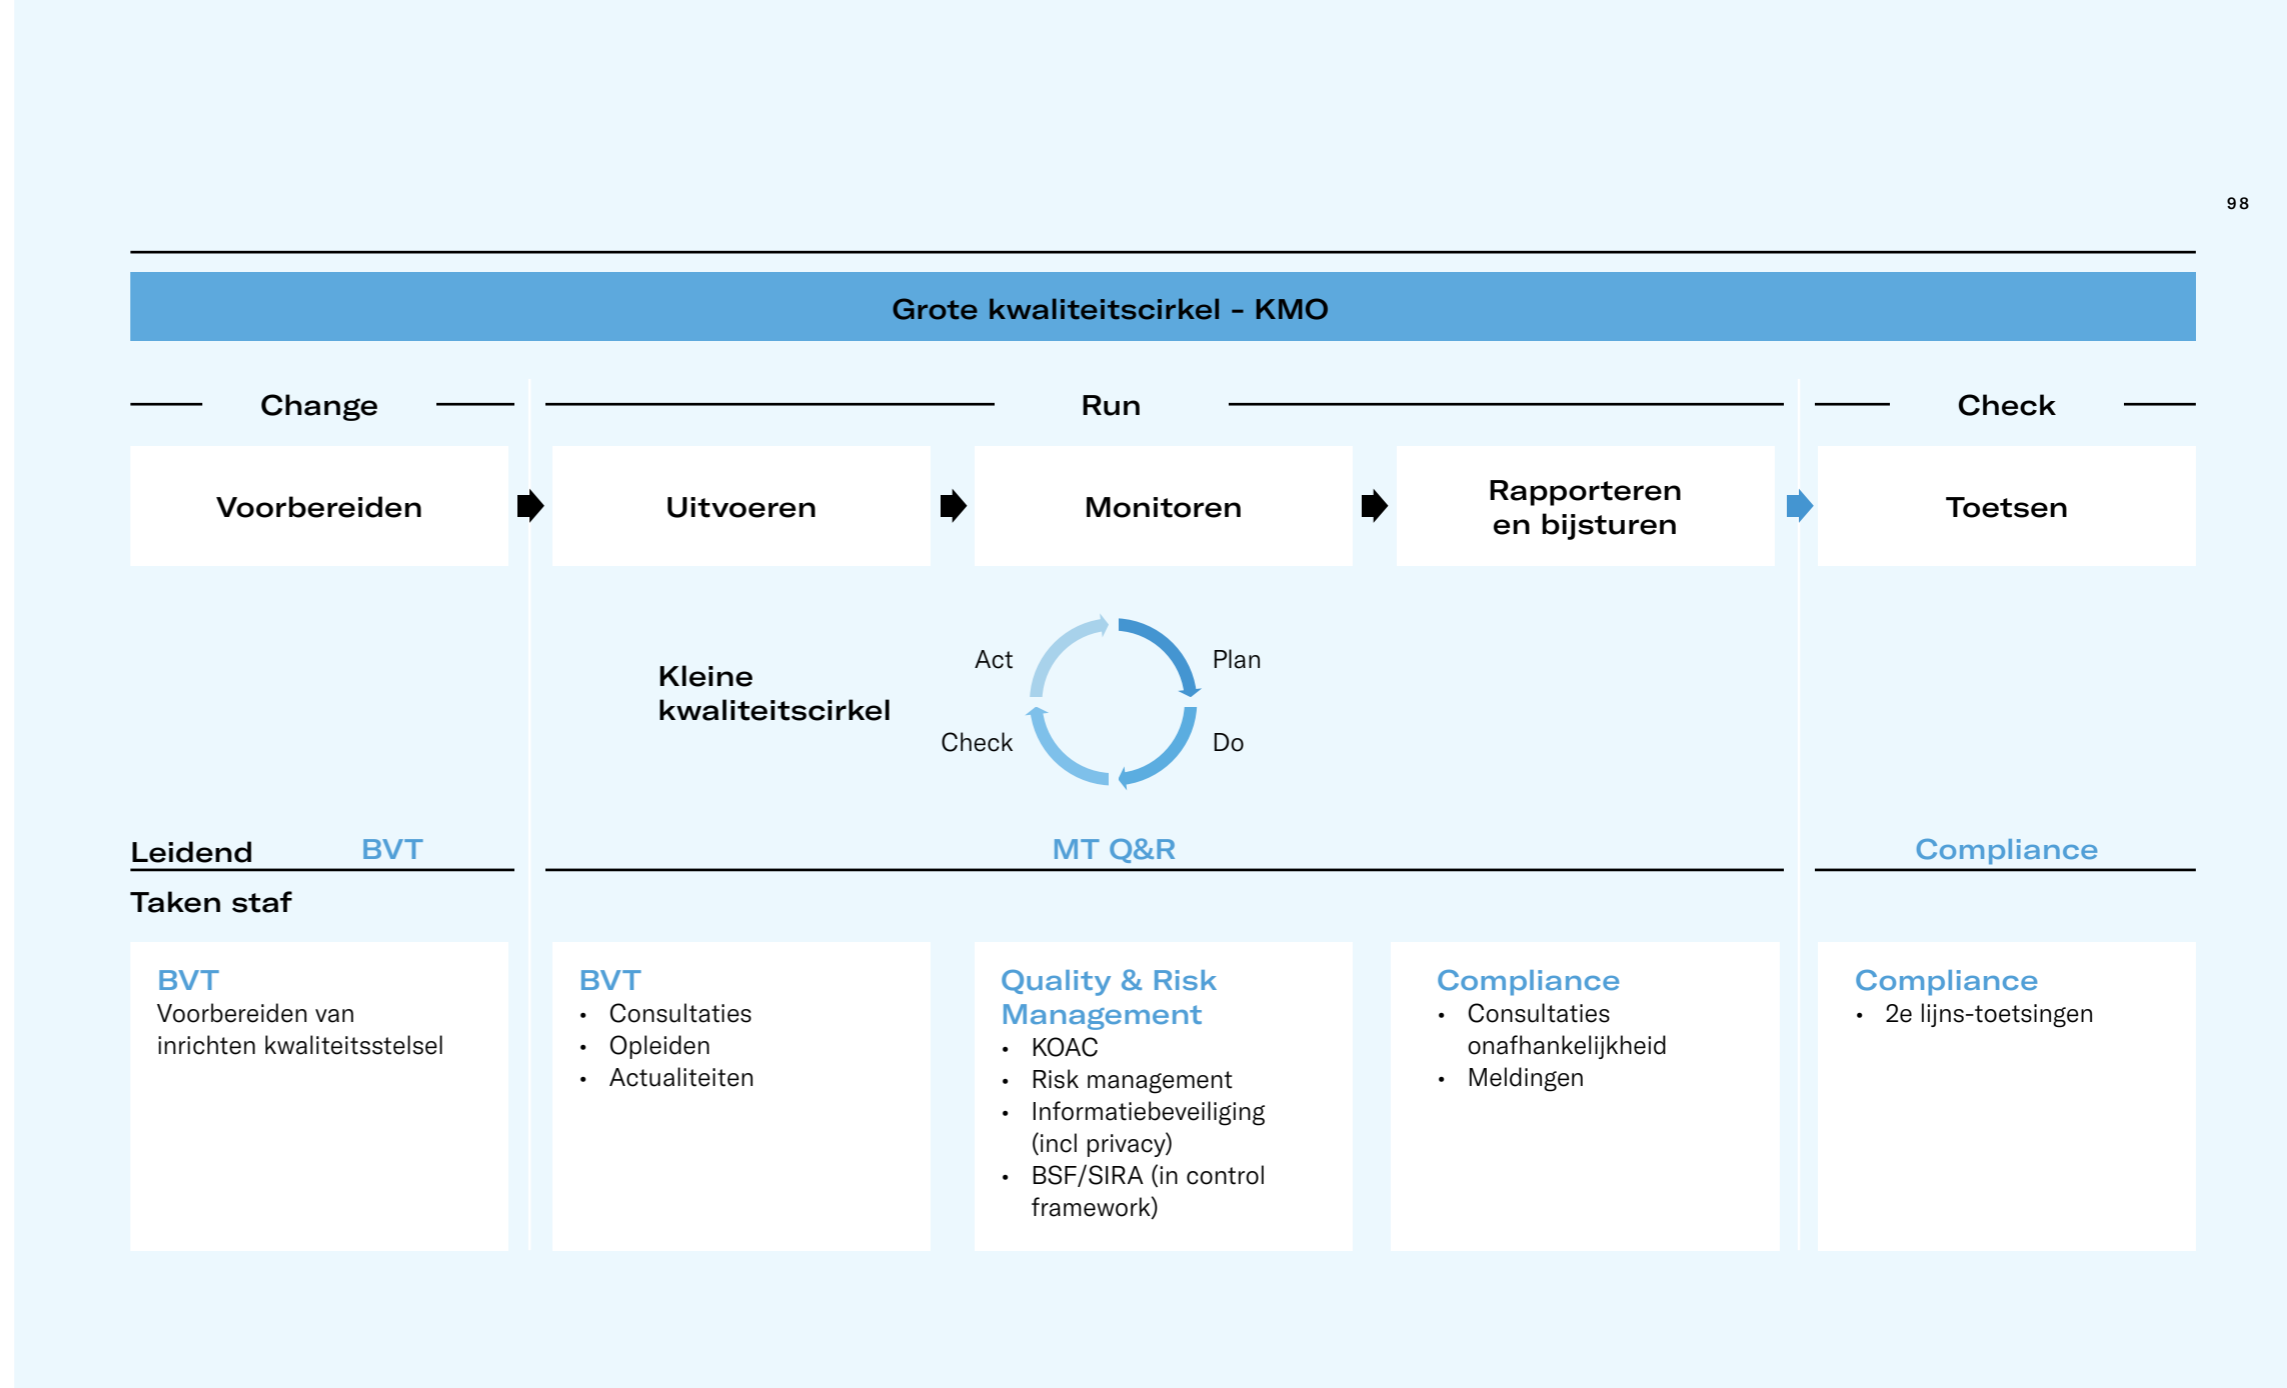 98
Grote kwaliteitscirkel - KMO
Change
Run
Check
Voorbereiden
Uitvoeren
Monitoren
Rapporteren
en bijsturen
Toetsen
Kleine
kwaliteitscirkel
Act
Plan
Check
Do
Leidend
BVT
MT Q&R
Compliance
Taken staf
BVT
Voorbereiden van
inrichten kwaliteitsstelsel
BVT
• Consultaties
• Opleiden
• Actualiteiten
Quality & Risk
Management
• KOAC
• Risk management
• Informatiebeveiliging
(incl privacy)
• BSF/SIRA (in control
framework)
Compliance
• Consultaties
onafhankelijkheid
• Meldingen
Compliance
• 2e lijns-toetsingen